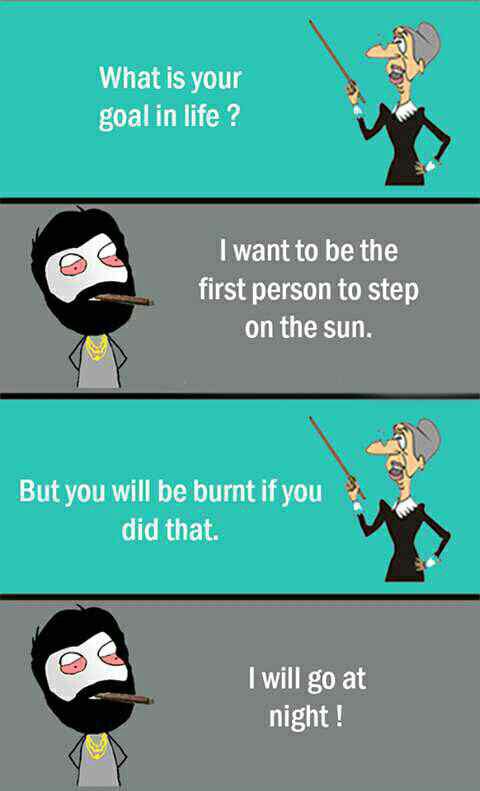 What is your
goal in life ?
I want to be the
first person to step
on the sun.
But you will be burnt if you
did that.
I will go at
night !